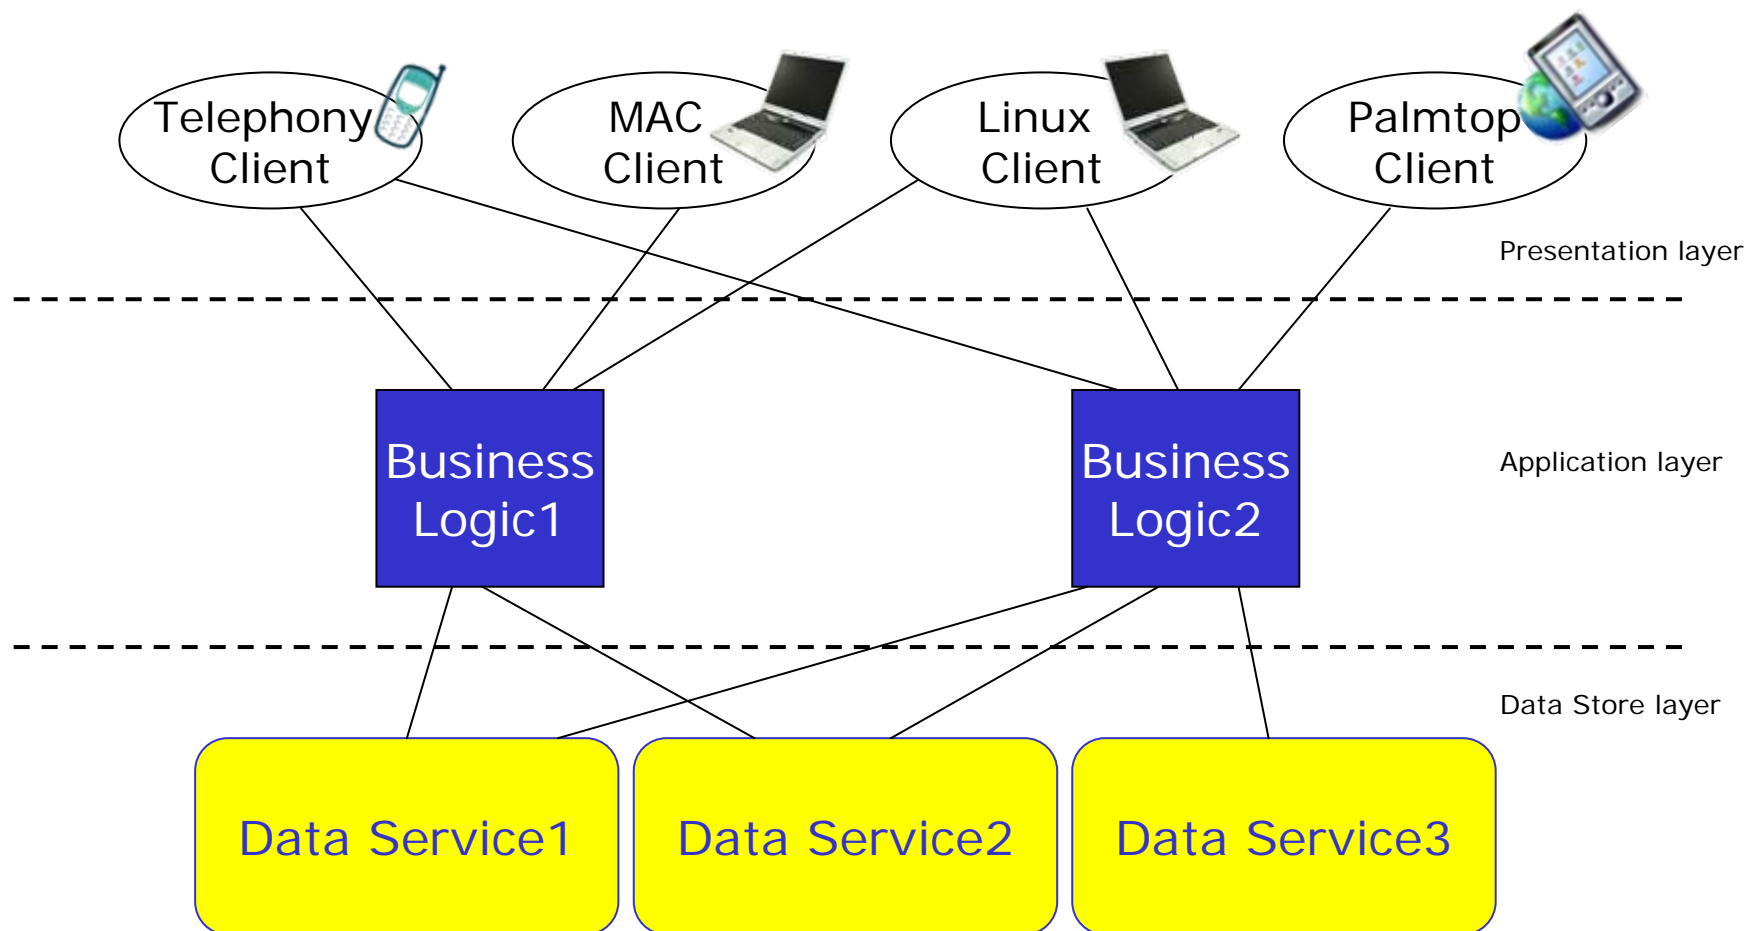 Telephony
Client
MAC
Client
Linux
Client
Palmtop
Client
Presentation layer
Business
Logic1
Business
Logic2
Application layer
Data Store layer
Data Service1
Data Service2
Data Service3